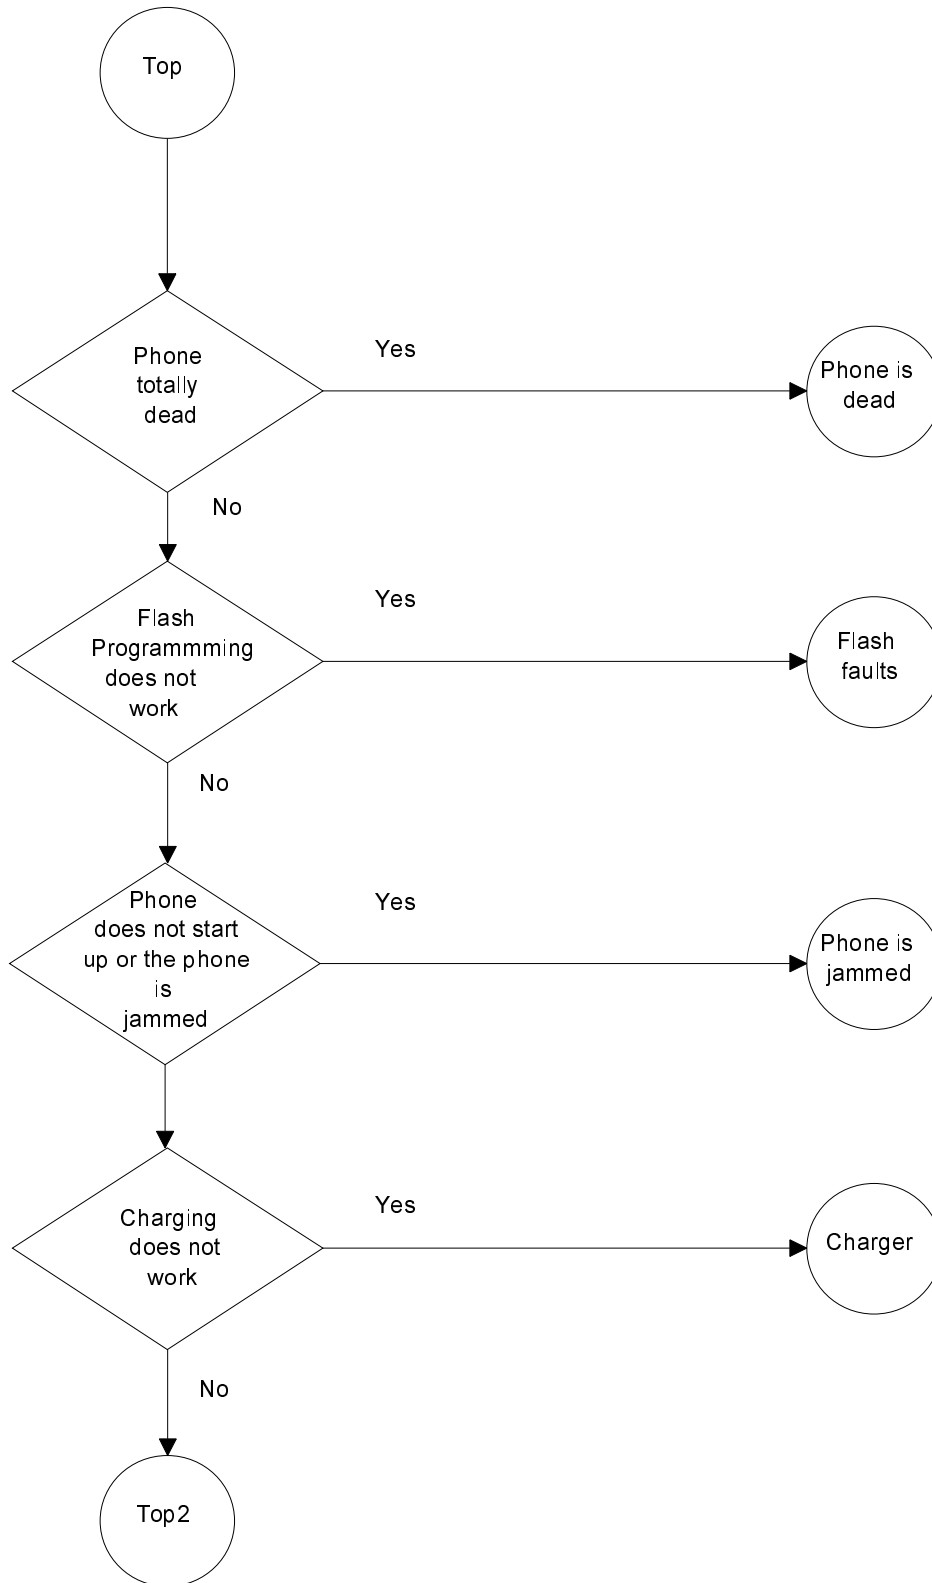 Top
Phone
totally
dead
Yes
Phone is
dead
No
Flash
Programmming
does not
work
Yes
Flash
faults
No
Phone
does not start
up or the phone
is
jammed
Yes
Phone is
jammed
Charging
does not
work
Yes
Charger
No
Top2